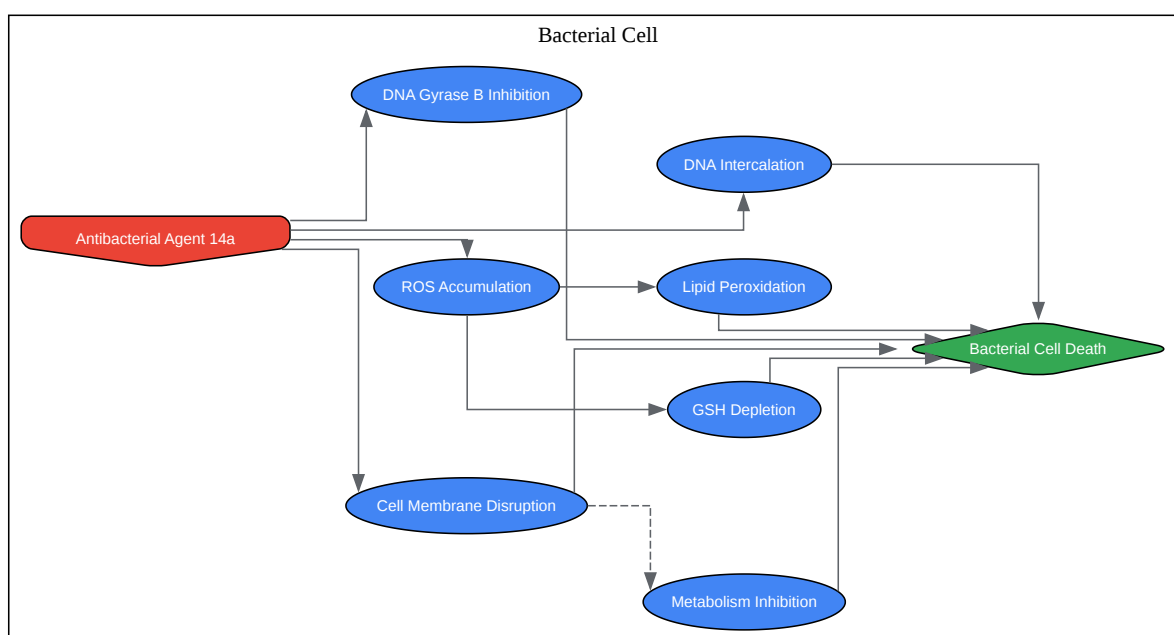 Bacterial Cell
DNA Gyrase B Inhibition
DNA Intercalation
Antibacterial Agent 14a
ROS Accumulation
Lipid Peroxidation
Bacterial Cell Death
GSH Depletion
Cell Membrane Disruption
Metabolism Inhibition